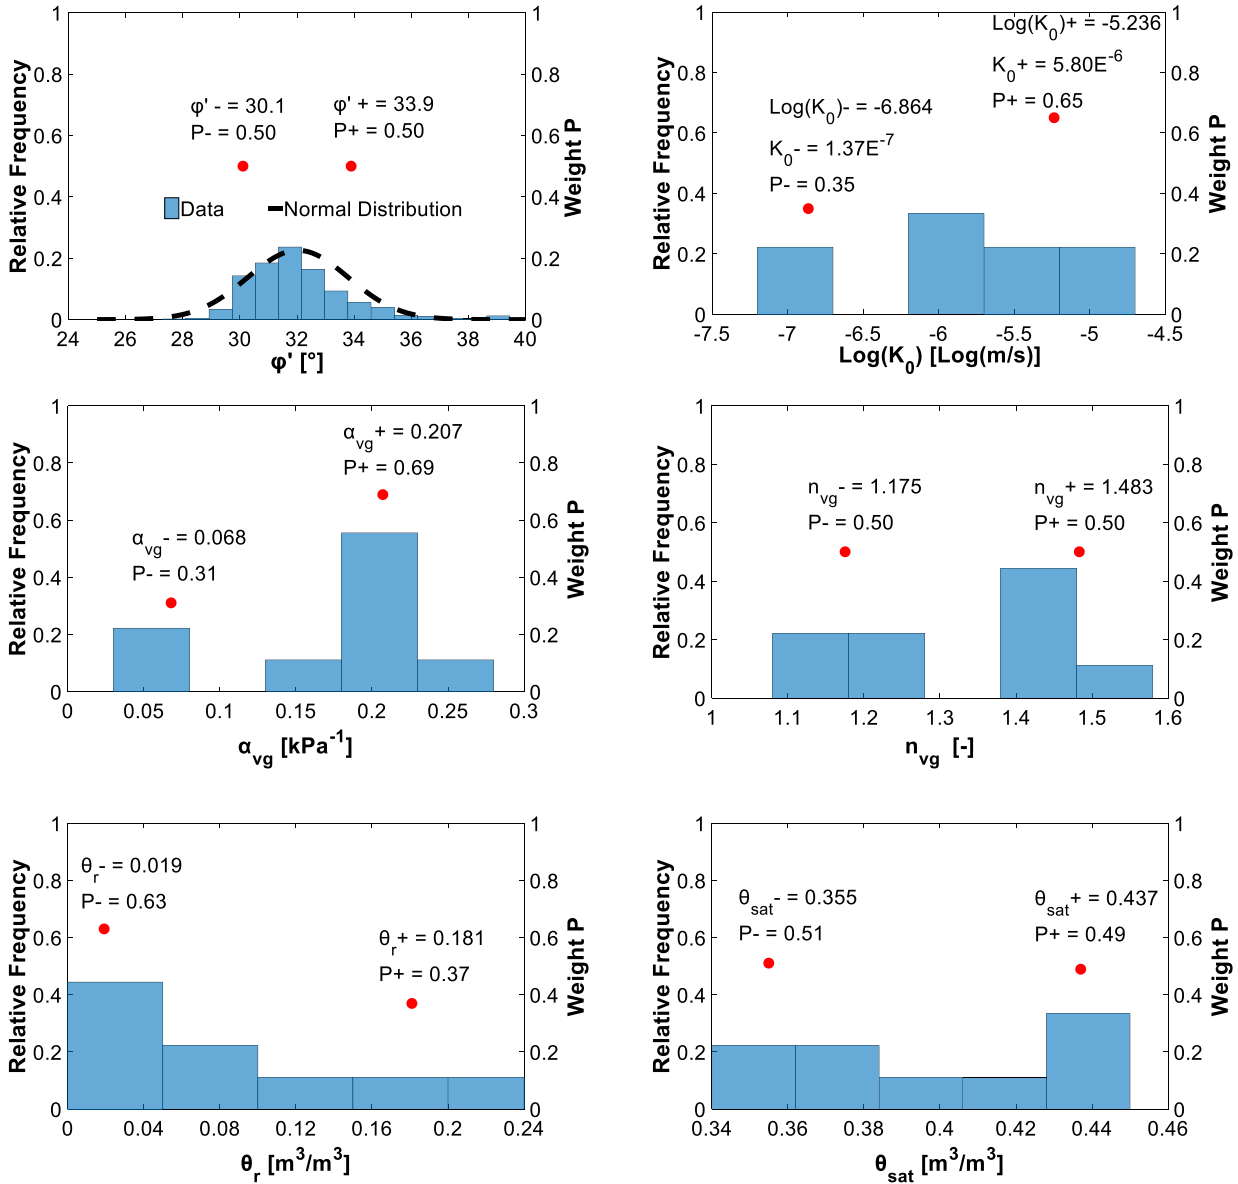 Relative Frequency
1
0.8
0.6
0.4
0.2
0
φ' - = 30.1
P- = 0.50
φ' + = 33.9
P+ = 0.50
Data
Normal Distribution
1
0.8
0.6
0.4
0.2
0
Weight P
24 26 28 30 32 34 36 38 40
φ' [°]
Relative Frequency
1
0.8
0.6
0.4
0.2
0
Log(K0)- = -6.864
K0- = 1.37E-7
P- = 0.35
Log(K0)+ = -5.236
K0+ = 5.80E-6
P+ = 0.65
1
0.8
0.6
0.4
0.2
0
Weight P
-7.5 -7 -6.5 -6 -5.5 -5 -4.5
Log(K0) [Log(m/s)]
Relative Frequency
1
0.8
0.6
0.4
0.2
0
αvg- = 0.068
P- = 0.31
αvg+ = 0.207
P+ = 0.69
1
0.8
0.6
0.4
0.2
0
Weight P
0 0.05 0.1 0.15 0.2 0.25 0.3
αvg [kPa-1]
Relative Frequency
1
0.8
0.6
0.4
0.2
0
nvg- = 1.175
P- = 0.50
nvg+ = 1.483
P+ = 0.50
1
0.8
0.6
0.4
0.2
0
Weight P
1 1.1 1.2 1.3 1.4 1.5 1.6
nvg [-]
Relative Frequency
1
0.8
0.6
0.4
0.2
0
θr- = 0.019
P- = 0.63
θr+ = 0.181
P+ = 0.37
1
0.8
0.6
0.4
0.2
0
Weight P
0 0.04 0.08 0.12 0.16 0.2 0.24
θr [m3/m3]
Relative Frequency
1
0.8
0.6
0.4
0.2
0
θsat- = 0.355
P- = 0.51
θsat+ = 0.437
P+ = 0.49
1
0.8
0.6
0.4
0.2
0
Weight P
0.34 0.36 0.38 0.4 0.42 0.44 0.46
θsat [m3/m3]